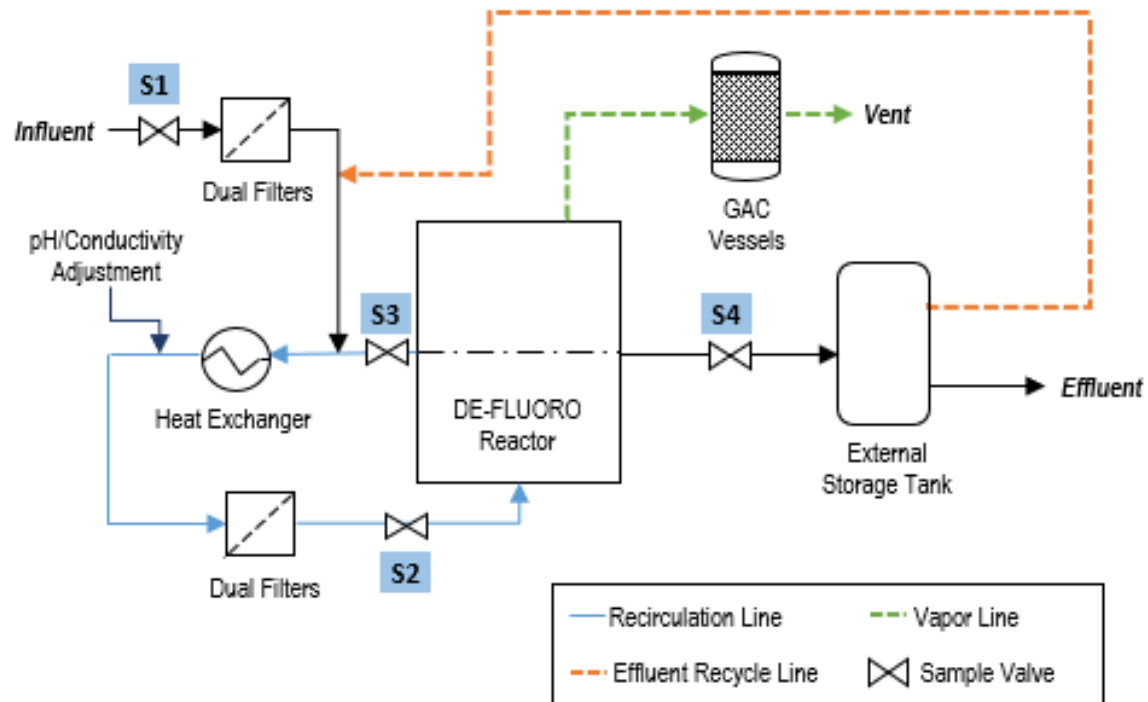 S1
Influent
Dual Filters
Vent
GAC
Vessels
pH/Conductivity
Adjustment
S3
S4
Heat Exchanger
DE-FLUORO
Reactor
Effluent
External
Storage Tank
Dual Filters
S2
Recirculation Line
Vapor Line
Effluent Recycle Line
Sample Valve